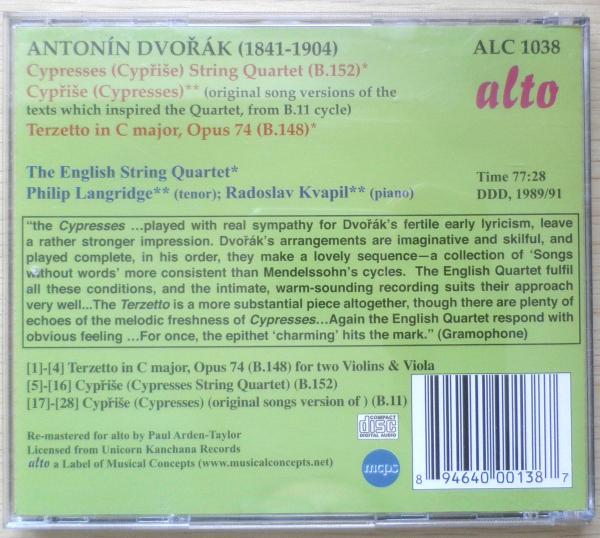 ANTONÍN DVOŘÁK (1841-1904)
ALC 1038
Cypresses (Cypřiše) String Quartet (B.152)*
alto
Cypřiše (Cypresses)** (original song versions of the
texts which inspired the Quartet, from B.11 cycle)
Terzetto in C major, Opus 74 (B.148)*
The English String Quartet*
Time 77:28
Philip Langridge** (tenor); Radoslav Kvapil** (piano)
DDD, 1989/91
“the Cypresses ...played with real sympathy for Dvořák’s fertile early lyricism, leave
a rather stronger impression. Dvořák’s arrangements are imaginative and skilful, and
played complete, in his order, they make a lovely sequence—a collection of ‘Songs
without words’ more consistent than Mendelssohn’s cycles. The English Quartet fulfil
all these conditions, and the intimate, warm-sounding recording suits their approach
very well...The Terzetto is a more substantial piece altogether, though there are plenty of
echoes of the melodic freshness of Cypresses...Again the English Quartet respond with
obvious feeling ...For once, the epithet ‘charming’ hits the mark.” (Gramophone)
[1]-[4] Terzetto in C major, Opus 74 (B.148) for two Violins & Viola
[5]-[16] Cypřiše (Cypresses String Quartet) (B.152)
[17]-[28] Cypřiše (Cypresses) (original songs version of ) (B.11)
COMPACT
disc
DIGITAL AUDIO
Re-mastered for alto by Paul Arden-Taylor
Licensed from Unicorn Kanchana Records
alto a Label of Musical Concepts (www.musicalconcepts.net)
mcps
8 94640 00138 7